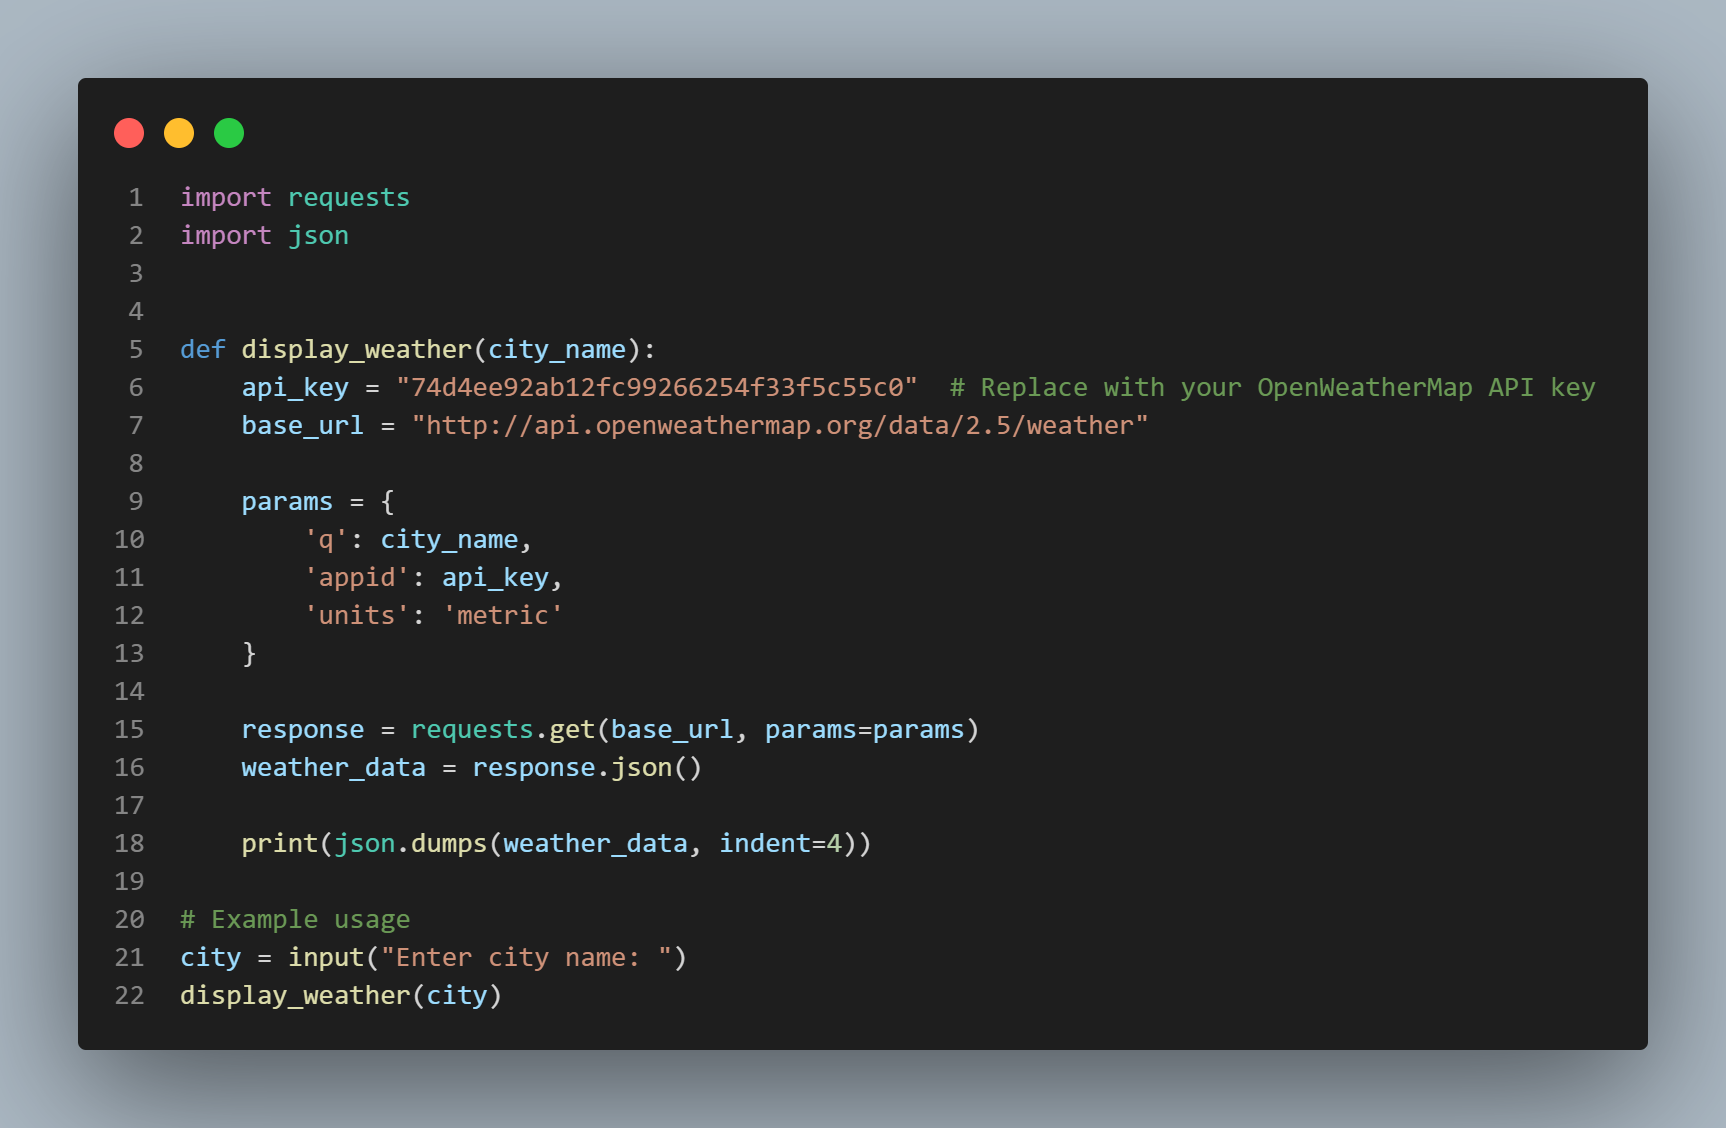 1 import requests
2 import json
3
4
5 def display_weather(city_name):
6     api_key = "74d4ee92ab12fc99266254f33f5c55c0"  # Replace with your OpenWeatherMap API key
7     base_url = "http://api.openweathermap.org/data/2.5/weather"
8
9     params = {
10         'q': city_name,
11         'appid': api_key,
12         'units': 'metric'
13     }
14
15     response = requests.get(base_url, params=params)
16     weather_data = response.json()
17
18     print(json.dumps(weather_data, indent=4))
19
20 # Example usage
21 city = input("Enter city name: ")
22 display_weather(city)